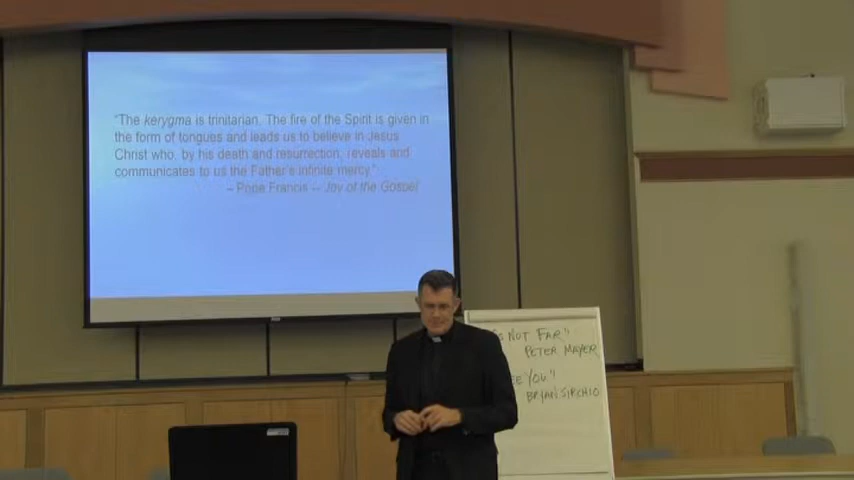 "The kerygma is trinitarian. The fire of the Spirit is given in
the form of tongues and leads us to believe in Jesus
Christ who, by his death and resurrection, reveals and
communicates to us the Father's infinite mercy."
– Pope Francis – Joy of the Gospel
S NOT FAR"
PETER MAYER
EE YOU"
BRYAN SIRCHIO